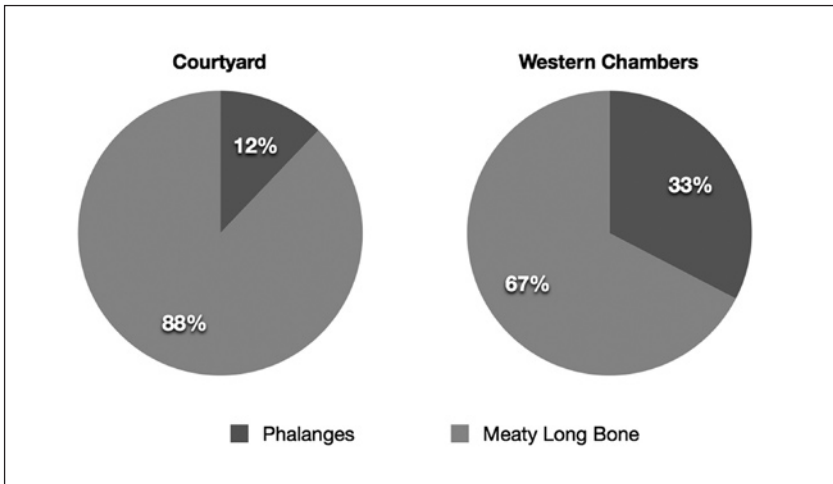 Courtyard
Western Chambers
12%
88%
33%
67%
Phalanges
Meaty Long Bone